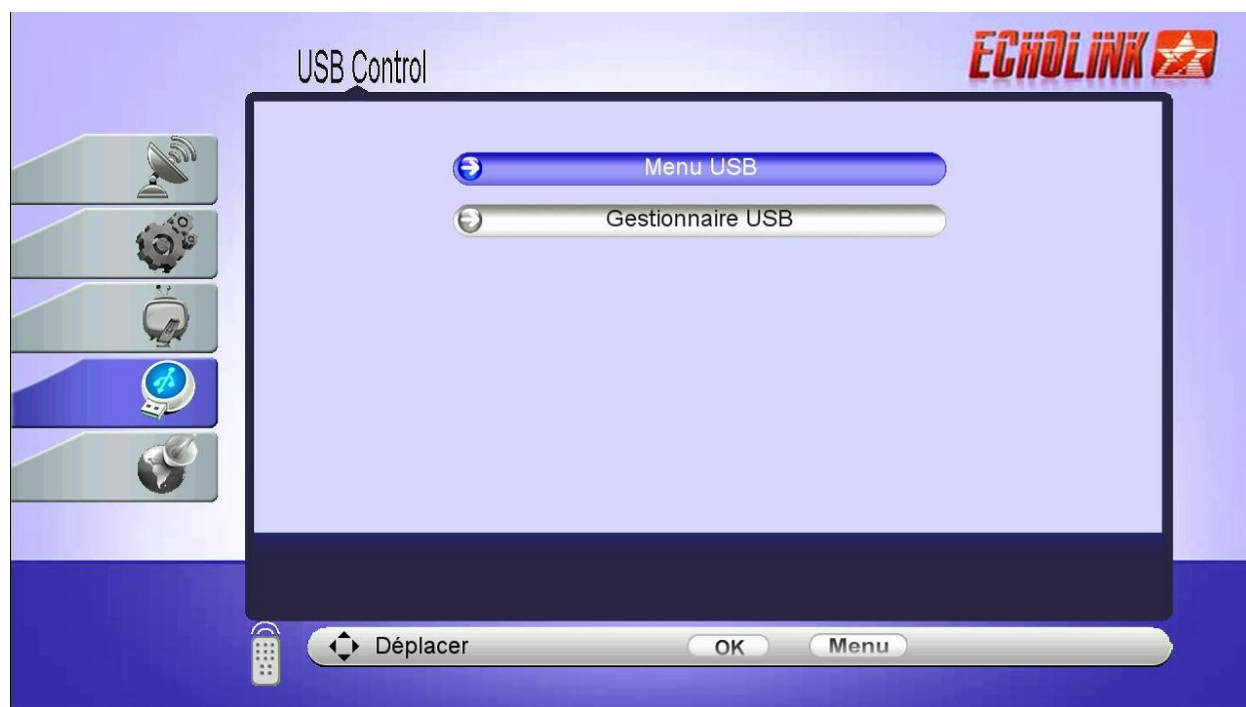 USB Control
ECHOLINK
Menu USB
Gestionnaire USB
Déplacer OK Menu